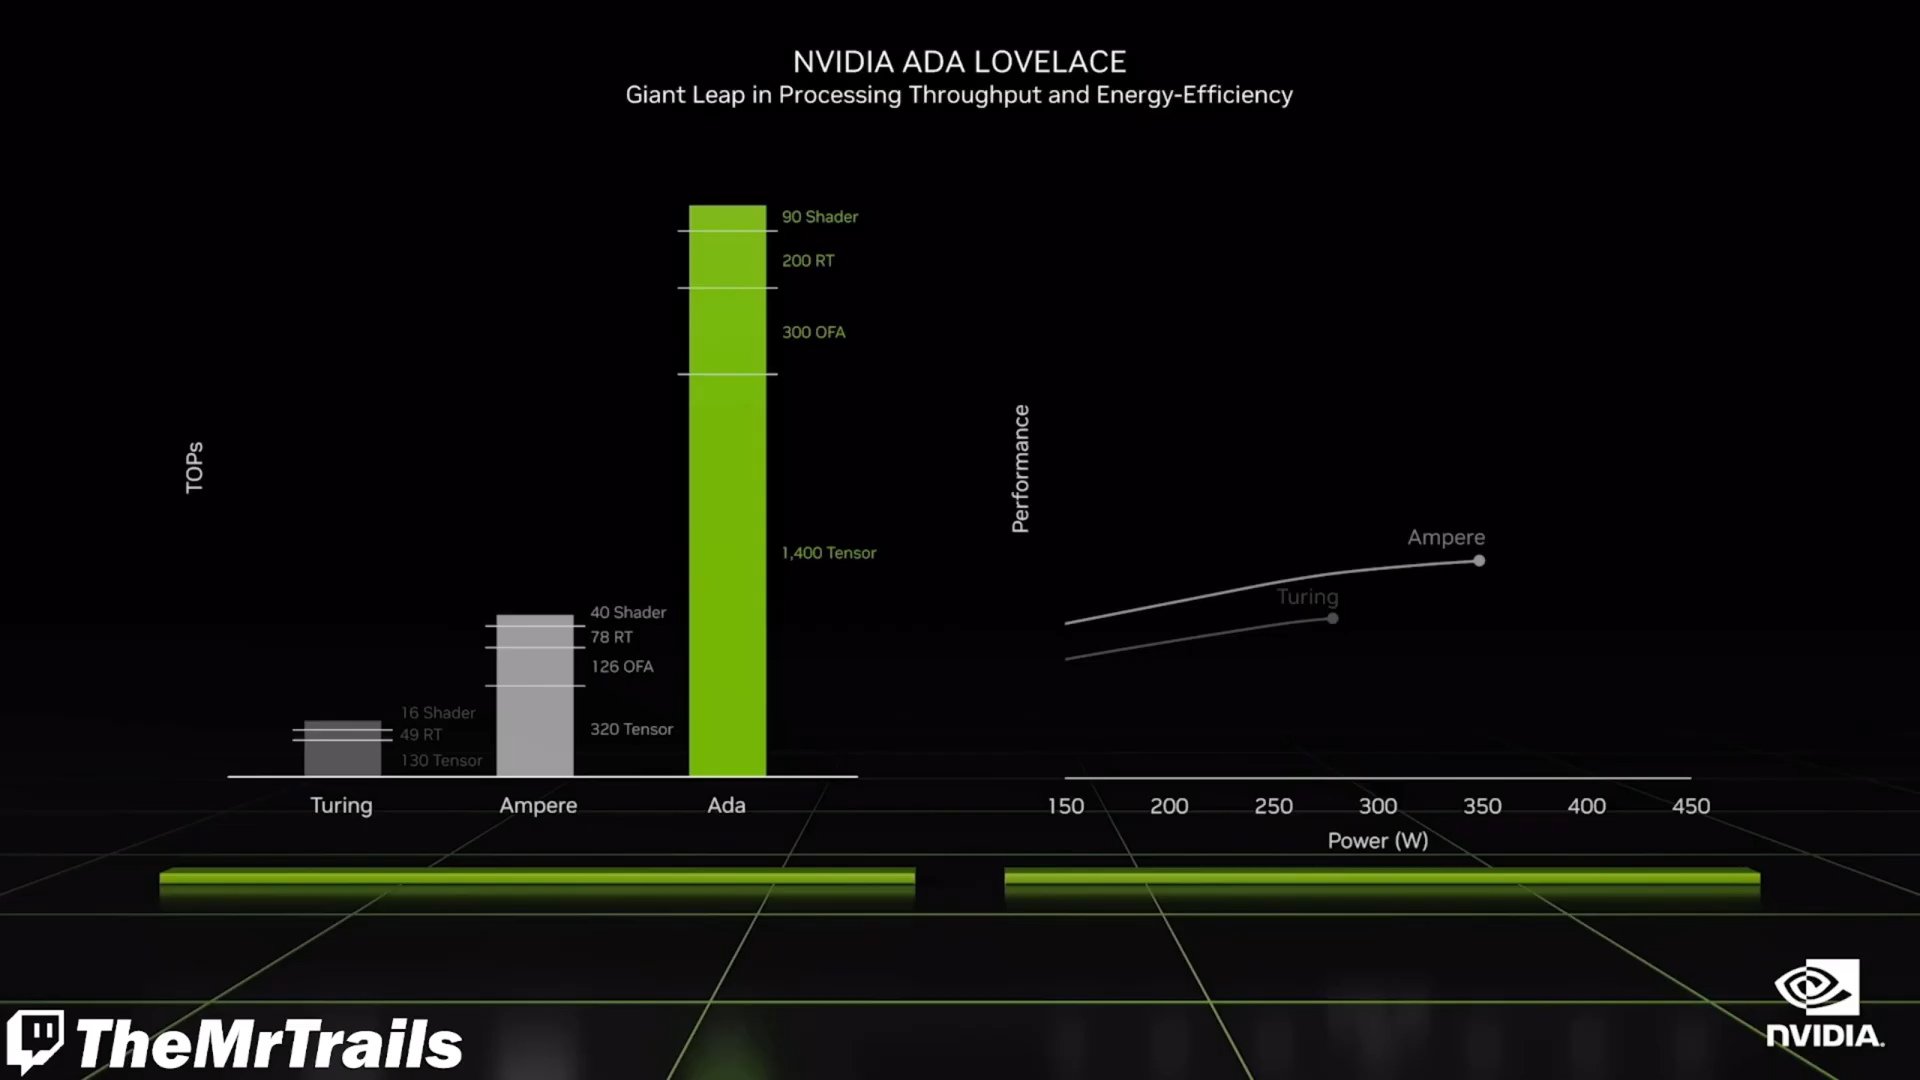 NVIDIA ADA LOVELACE
Giant Leap in Processing Throughput and Energy-Efficiency
TOPs
16 Shader
49 RT
130 Tensor
40 Shader
78 RT
126 OFA
320 Tensor
90 Shader
200 RT
300 OFA
1,400 Tensor
Turing
Ampere
Ada
Performance
Ampere
Turing
150 200 250 300 350 400 450
Power (W)
TheMrTrails
NVIDIA.